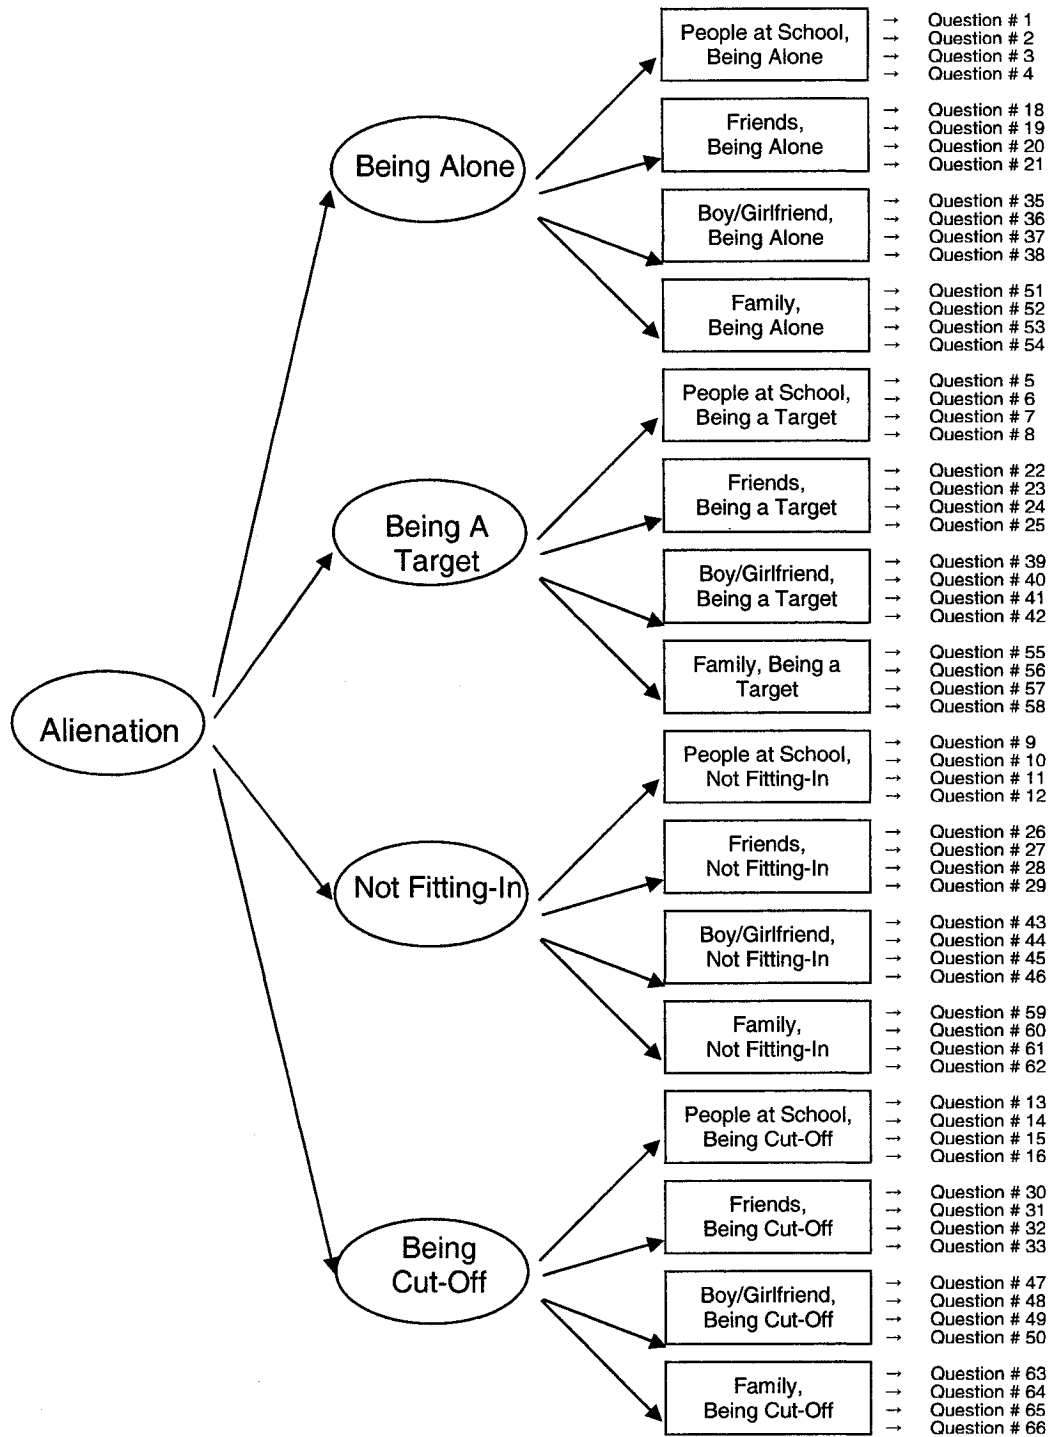 People at School,
Being Alone
→ Question # 1
→ Question # 2
→ Question # 3
→ Question # 4
Friends,
Being Alone
→ Question # 18
→ Question # 19
→ Question # 20
→ Question # 21
Being Alone
Boy/Girlfriend,
Being Alone
→ Question # 35
→ Question # 36
→ Question # 37
→ Question # 38
Family,
Being Alone
→ Question # 51
→ Question # 52
→ Question # 53
→ Question # 54
People at School,
Being a Target
→ Question # 5
→ Question # 6
→ Question # 7
→ Question # 8
Friends,
Being a Target
→ Question # 22
→ Question # 23
→ Question # 24
→ Question # 25
Being A
Target
Boy/Girlfriend,
Being a Target
→ Question # 39
→ Question # 40
→ Question # 41
→ Question # 42
Family, Being a
Target
→ Question # 55
→ Question # 56
→ Question # 57
→ Question # 58
Alienation
People at School,
Not Fitting-In
→ Question # 9
→ Question # 10
→ Question # 11
→ Question # 12
Friends,
Not Fitting-In
→ Question # 26
→ Question # 27
→ Question # 28
→ Question # 29
Not Fitting-In
Boy/Girlfriend,
Not Fitting-In
→ Question # 43
→ Question # 44
→ Question # 45
→ Question # 46
Family,
Not Fitting-In
→ Question # 59
→ Question # 60
→ Question # 61
→ Question # 62
People at School,
Being Cut-Off
→ Question # 13
→ Question # 14
→ Question # 15
→ Question # 16
Friends,
Being Cut-Off
→ Question # 30
→ Question # 31
→ Question # 32
→ Question # 33
Being
Cut-Off
Boy/Girlfriend,
Being Cut-Off
→ Question # 47
→ Question # 48
→ Question # 49
→ Question # 50
Family,
Being Cut-Off
→ Question # 63
→ Question # 64
→ Question # 65
→ Question # 66